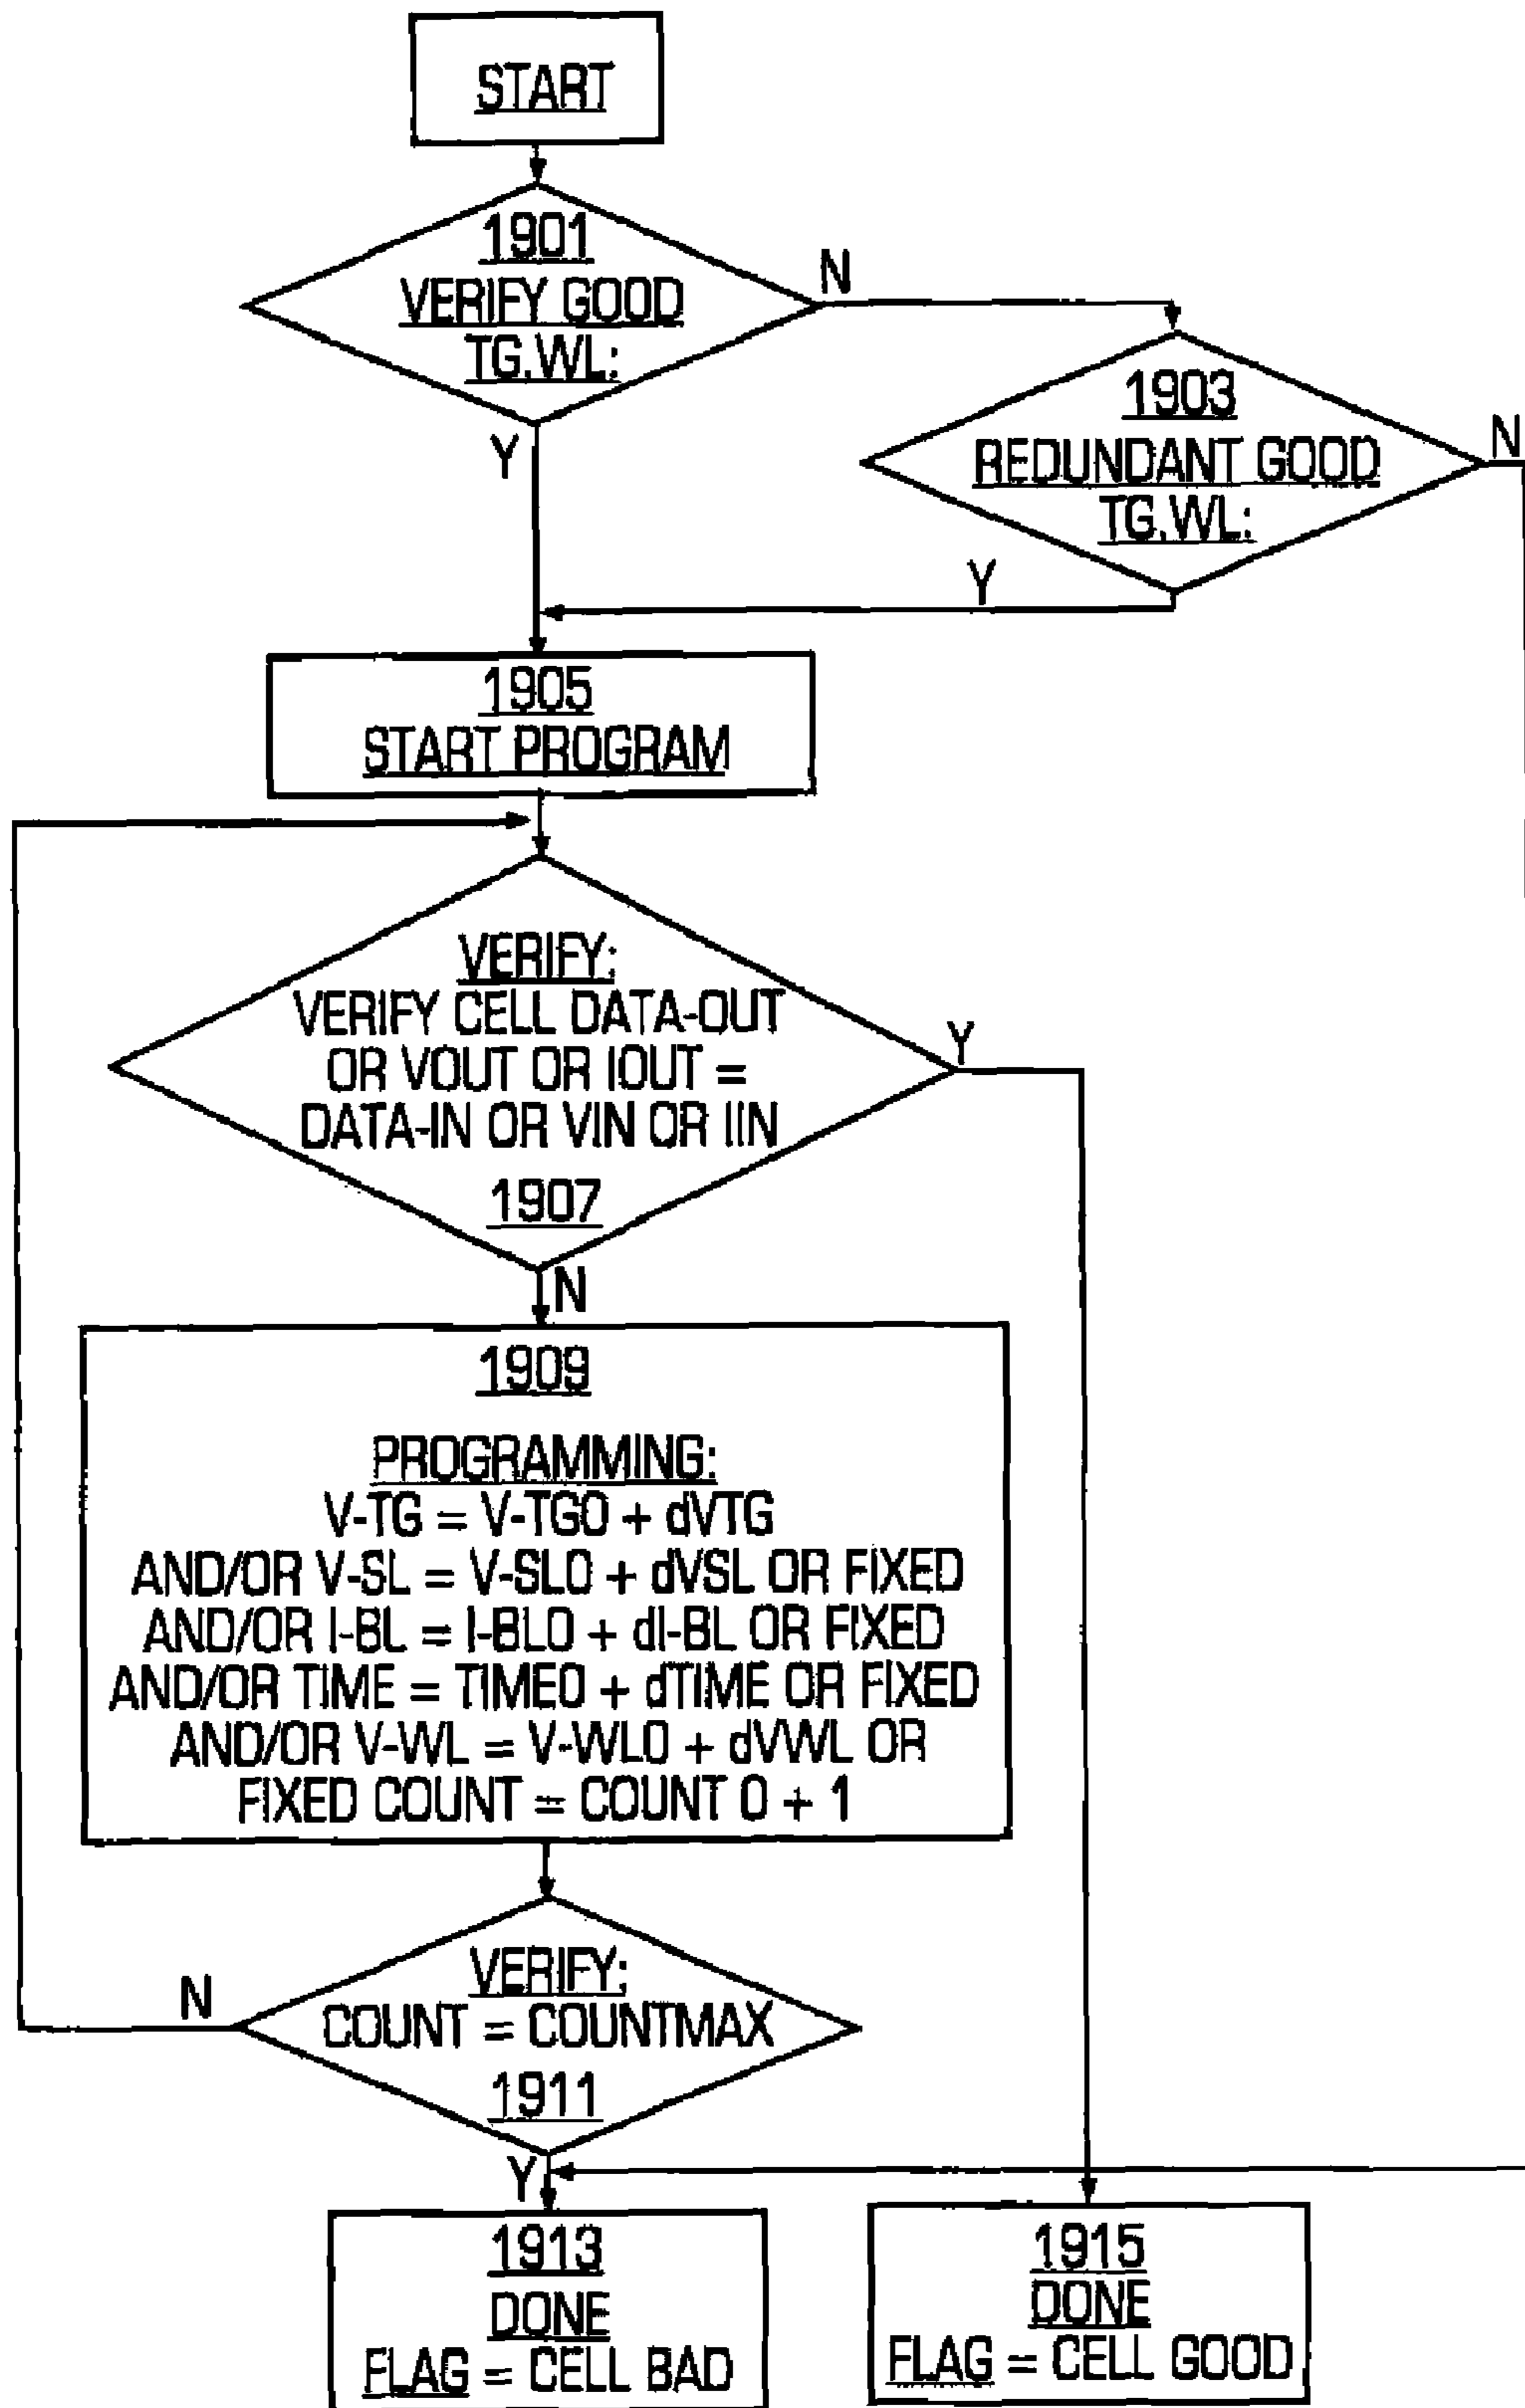 START
1901
VERIFY GOOD
TG.WL:
N
Y
1903
REDUNDANT GOOD
TG.WL:
N
Y
1905
START PROGRAM
VERIFY:
VERIFY CELL DATA-OUT
OR VOUT OR IOUT =
DATA-IN OR VIN OR IIN
1907
Y
N
1909
PROGRAMMING:
V-TG = V-TG0 + dVTG
AND/OR V-SL = V-SL0 + dVSL OR FIXED
AND/OR I-BL = I-BL0 + dI-BL OR FIXED
AND/OR TIME = TIME0 + dTIME OR FIXED
AND/OR V-WL = V-WL0 + dVWL OR
FIXED COUNT = COUNT 0 + 1
VERIFY:
COUNT = COUNTMAX
1911
N
Y
1913
DONE
FLAG = CELL BAD
1915
DONE
FLAG = CELL GOOD